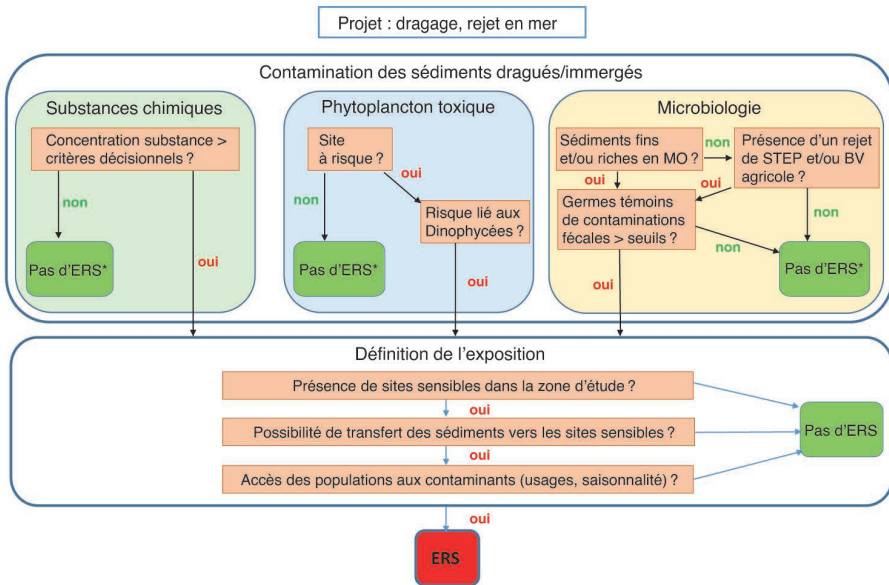 Projet : dragage, rejet en mer
Contamination des sédiments dragués/immergés
Substances chimiques
Concentration substance >
critères décisionnels ?
non
oui
Pas d’ERS*
Phytoplancton toxique
Site
à risque ?
oui
non
Risque lié aux
Dinophycées ?
Pas d’ERS*
oui
Microbiologie
Sédiments fins
et/ou riches en MO ?
non
Présence d’un rejet
de STEP et/ou BV
agricole ?
oui
oui
Germes témoins
de contaminations
fécales > seuils ?
non
non
Pas d’ERS*
oui
Définition de l’exposition
Présence de sites sensibles dans la zone d’étude ?
oui
Possibilité de transfert des sédiments vers les sites sensibles ?
oui
Accès des populations aux contaminants (usages, saisonnalité) ?
Pas d’ERS
oui
ERS